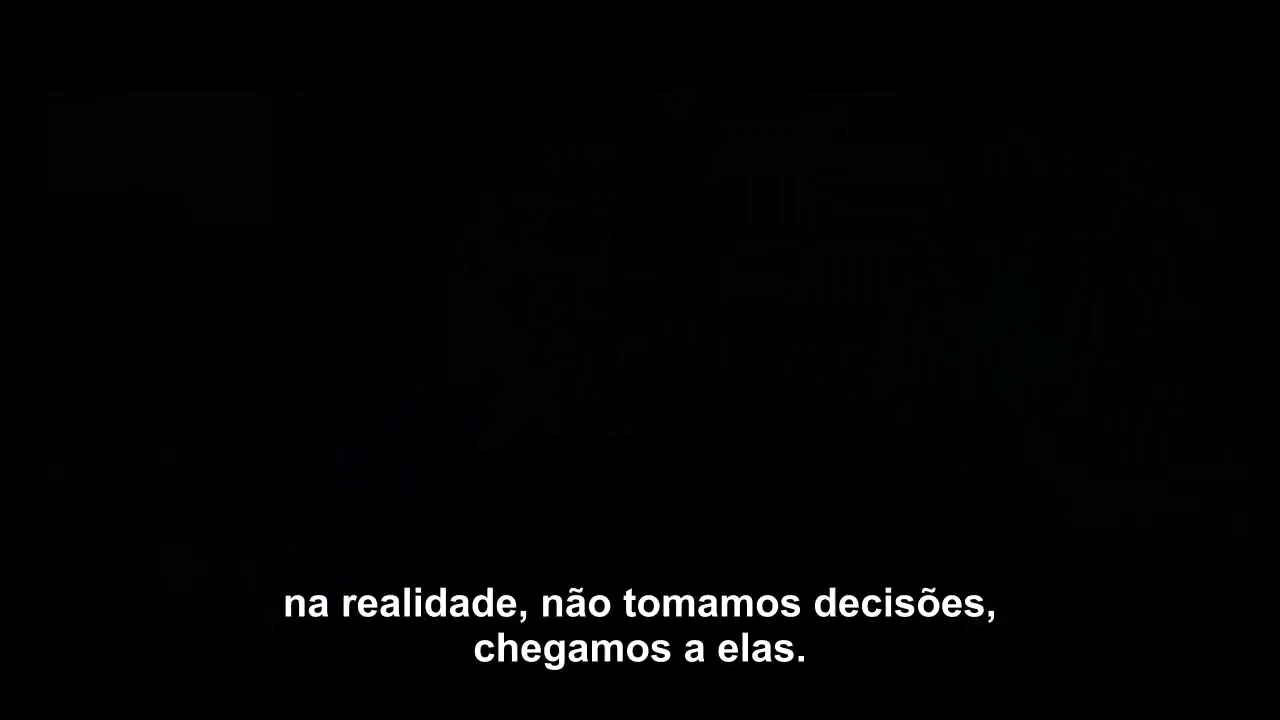 na realidade, não tomamos decisões,
chegamos a elas.